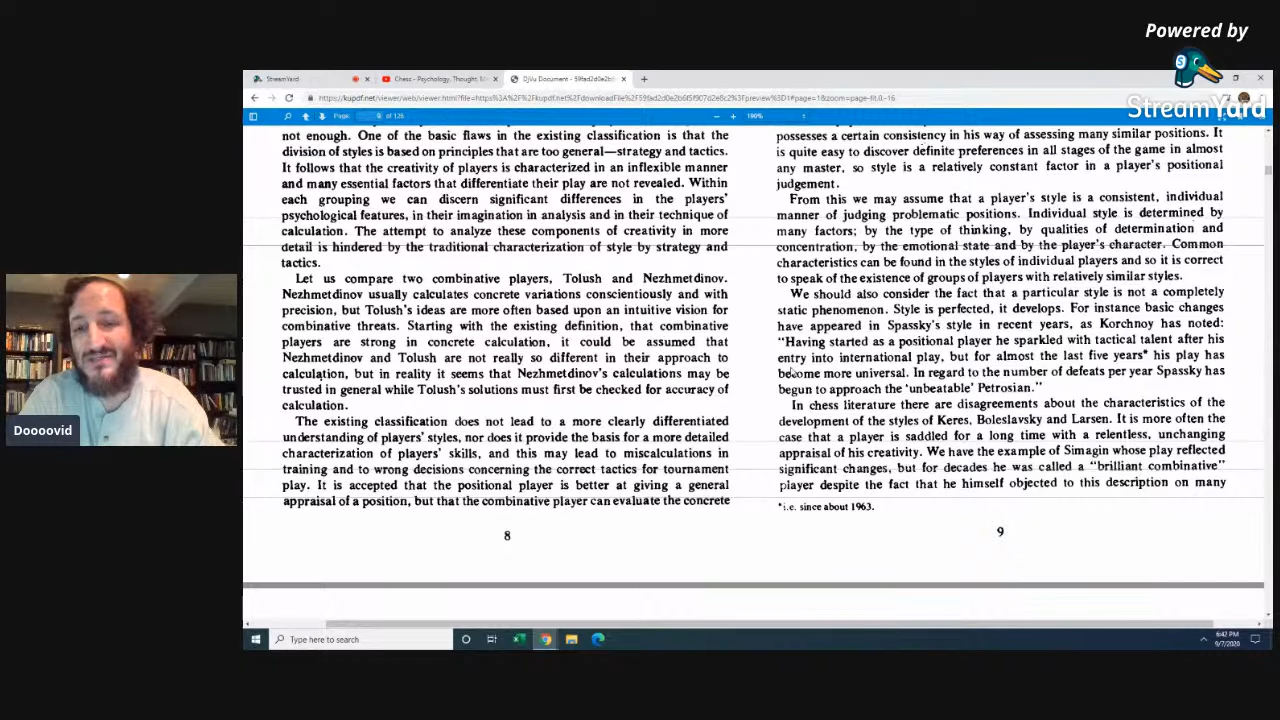 Powered by
StreamYard
StreamYard
Chess - Psychology, Thought, M
DjVu Document - 59fad2d0e2b6
Page:
9
of 126
190%
not enough. One of the basic flaws in the existing classification is that the
division of styles is based on principles that are too general—strategy and tactics.
It follows that the creativity of players is characterized in an inflexible manner
and many essential factors that differentiate their play are not revealed. Within
each grouping we can discern significant differences in the players'
psychological features, in their imagination in analysis and in their technique of
calculation. The attempt to analyze these components of creativity in more
detail is hindered by the traditional characterization of style by strategy and
tactics.
Let us compare two combinative players, Tolush and Nezhmetdinov.
Nezhmetdinov usually calculates concrete variations conscientiously and with
precision, but Tolush's ideas are more often based upon an intuitive vision for
combinative threats. Starting with the existing definition, that combinative
players are strong in concrete calculation, it could be assumed that
Nezhmetdinov and Tolush are not really so different in their approach to
calculation, but in reality it seems that Nezhmetdinov's calculations may be
trusted in general while Tolush's solutions must first be checked for accuracy of
calculation.
The existing classification does not lead to a more clearly differentiated
understanding of players' styles, nor does it provide the basis for a more detailed
characterization of players' skills, and this may lead to miscalculations in
training and to wrong decisions concerning the correct tactics for tournament
play. It is accepted that the positional player is better at giving a general
appraisal of a position, but that the combinative player can evaluate the concrete
8
possesses a certain consistency in his way of assessing many similar positions. It
is quite easy to discover definite preferences in all stages of the game in almost
any master, so style is a relatively constant factor in a player's positional
judgement.
From this we may assume that a player's style is a consistent, individual
manner of judging problematic positions. Individual style is determined by
many factors; by the type of thinking, by qualities of determination and
concentration, by the emotional state and by the player's character. Common
characteristics can be found in the styles of individual players and so it is correct
to speak of the existence of groups of players with relatively similar styles.
We should also consider the fact that a particular style is not a completely
static phenomenon. Style is perfected, it develops. For instance basic changes
have appeared in Spassky's style in recent years, as Korchnoy has noted:
"Having started as a positional player he sparkled with tactical talent after his
entry into international play, but for almost the last five years* his play has
become more universal. In regard to the number of defeats per year Spassky has
begun to approach the 'unbeatable' Petrosian."
In chess literature there are disagreements about the characteristics of the
development of the styles of Keres, Boleslavsky and Larsen. It is more often the
case that a player is saddled for a long time with a relentless, unchanging
appraisal of his creativity. We have the example of Simagin whose play reflected
significant changes, but for decades he was called a "brilliant combinative"
player despite the fact that he himself objected to this description on many
*i.e. since about 1963.
9
Doooovid
Type here to search
6:42 PM
9/7/2020